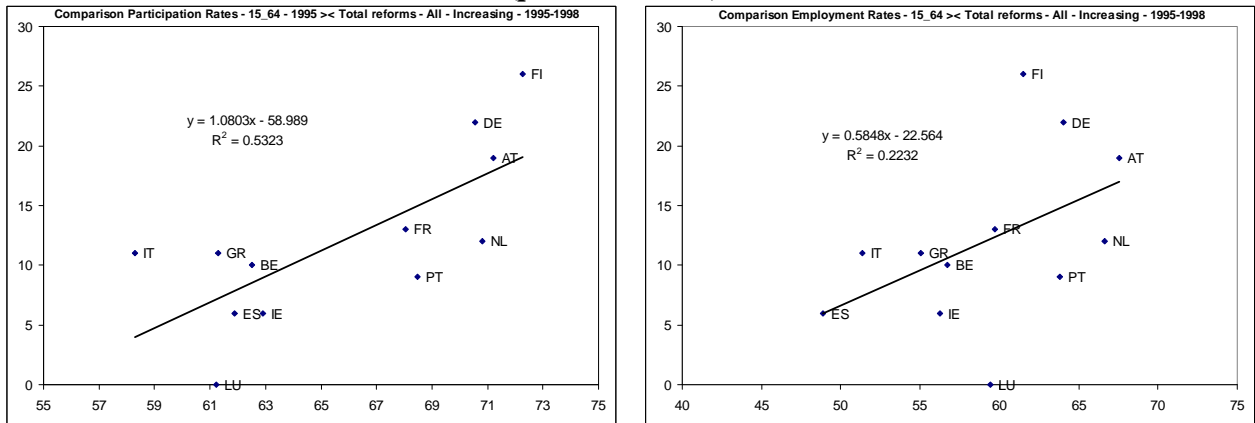 Comparison Participation Rates - 15_64 - 1995 >< Total reforms - All - Increasing - 1995-1998
30
25
20
15
10
5
0
y = 1.0803x - 58.989
R² = 0.5323
FI
DE
AT
FR
NL
IT
GR
BE
PT
ES
IE
LU
55 57 59 61 63 65 67 69 71 73 75
Comparison Employment Rates - 15_64 >< Total reforms - All - Increasing - 1995-1998
30
25
20
15
10
5
0
y = 0.5848x - 22.564
R² = 0.2232
FI
DE
AT
FR
NL
IT
GR
BE
PT
ES
IE
LU
40 45 50 55 60 65 70 75